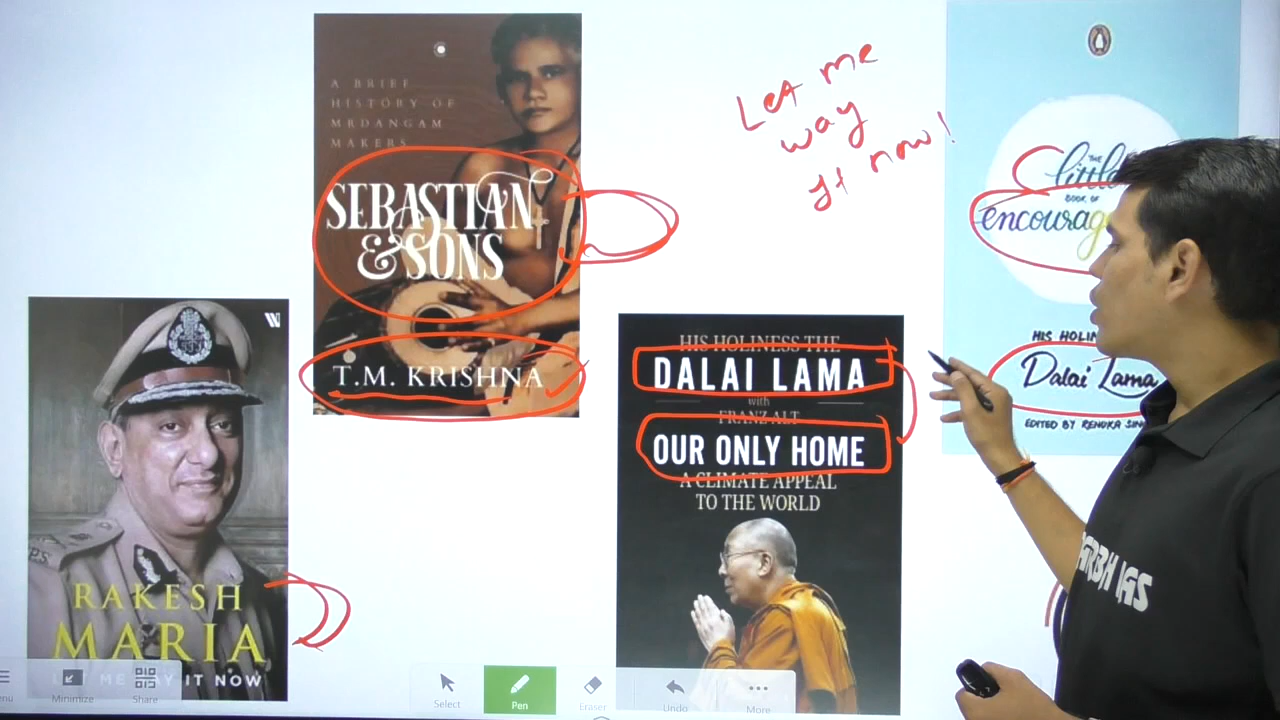 A BRIEF
HISTORY OF
MRDANGAM
MAKERS
SEBASTIAN
& SONS
T.M. KRISHNA
Let me
way
It now!
THE
little
BOOK OF
HIS
Dalai Lama
EDITED BY RENUKA
HIS HOLINESS THE
DALAI LAMA
with
FRANZ ALT
OUR ONLY HOME
A CLIMATE APPEAL
TO THE WORLD
RAKESH
MARIA
IT NOW
Minimize
Share
Select
Pen
Eraser
Undo
More
IAS